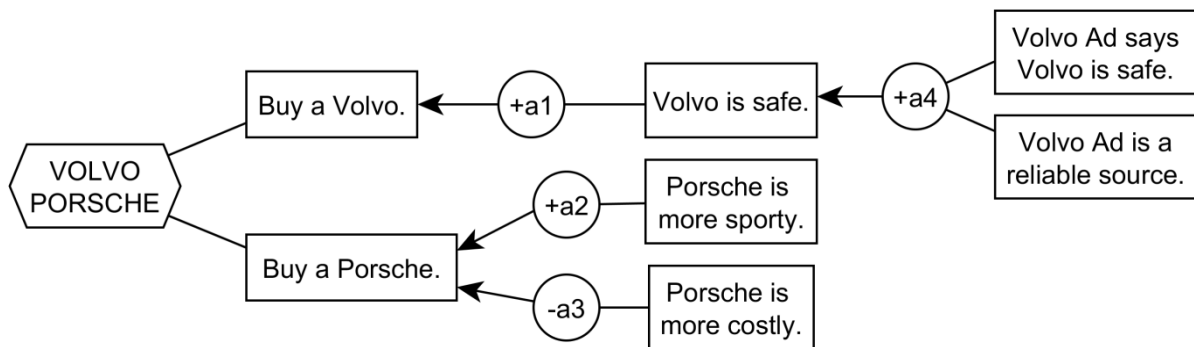 VOLVO
PORSCHE
Buy a Volvo.
+a1
Volvo is safe.
+a4
Volvo Ad says
Volvo is safe.
Volvo Ad is a
reliable source.
Buy a Porsche.
+a2
Porsche is
more sporty.
-a3
Porsche is
more costly.